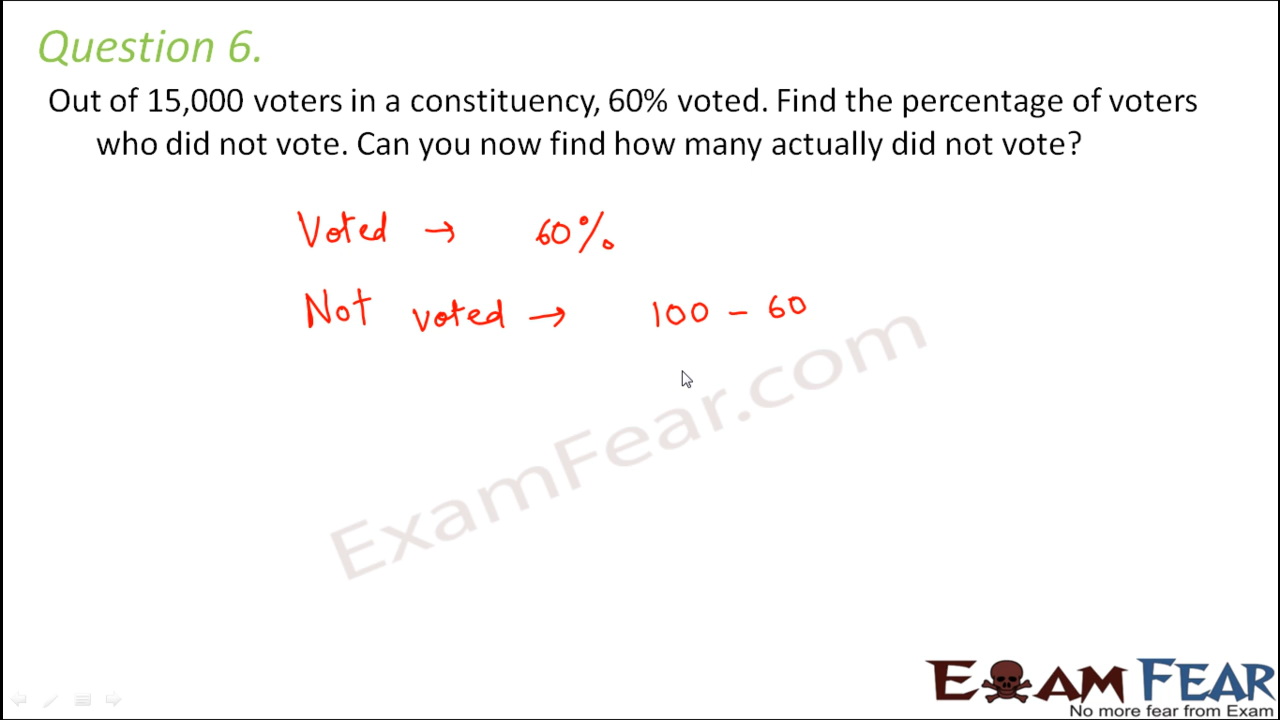 Question 6.
Out of 15,000 voters in a constituency, 60% voted. Find the percentage of voters
who did not vote. Can you now find how many actually did not vote?
Voted → 60%
Not voted → 100 - 60
ExamFear.com
EXAM FEAR
No more fear from Exam